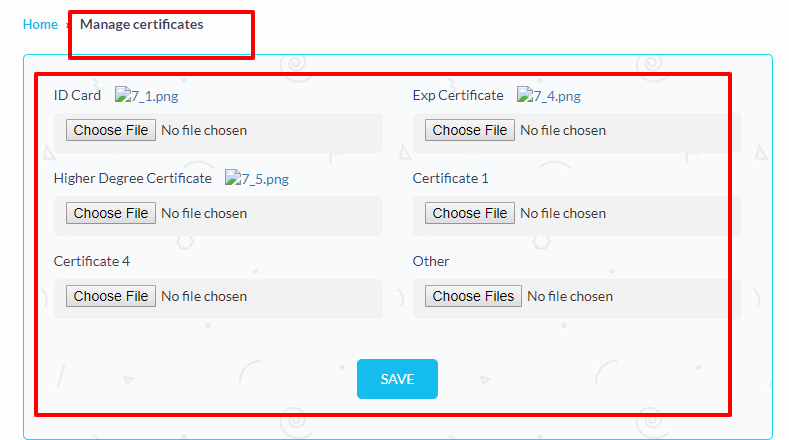 Home › Manage certificates
ID Card 7_1.png
Exp Certificate 7_4.png
Choose File No file chosen
Choose File No file chosen
Higher Degree Certificate 7_5.png
Certificate 1
Choose File No file chosen
Choose File No file chosen
Certificate 4
Other
Choose File No file chosen
Choose Files No file chosen
SAVE